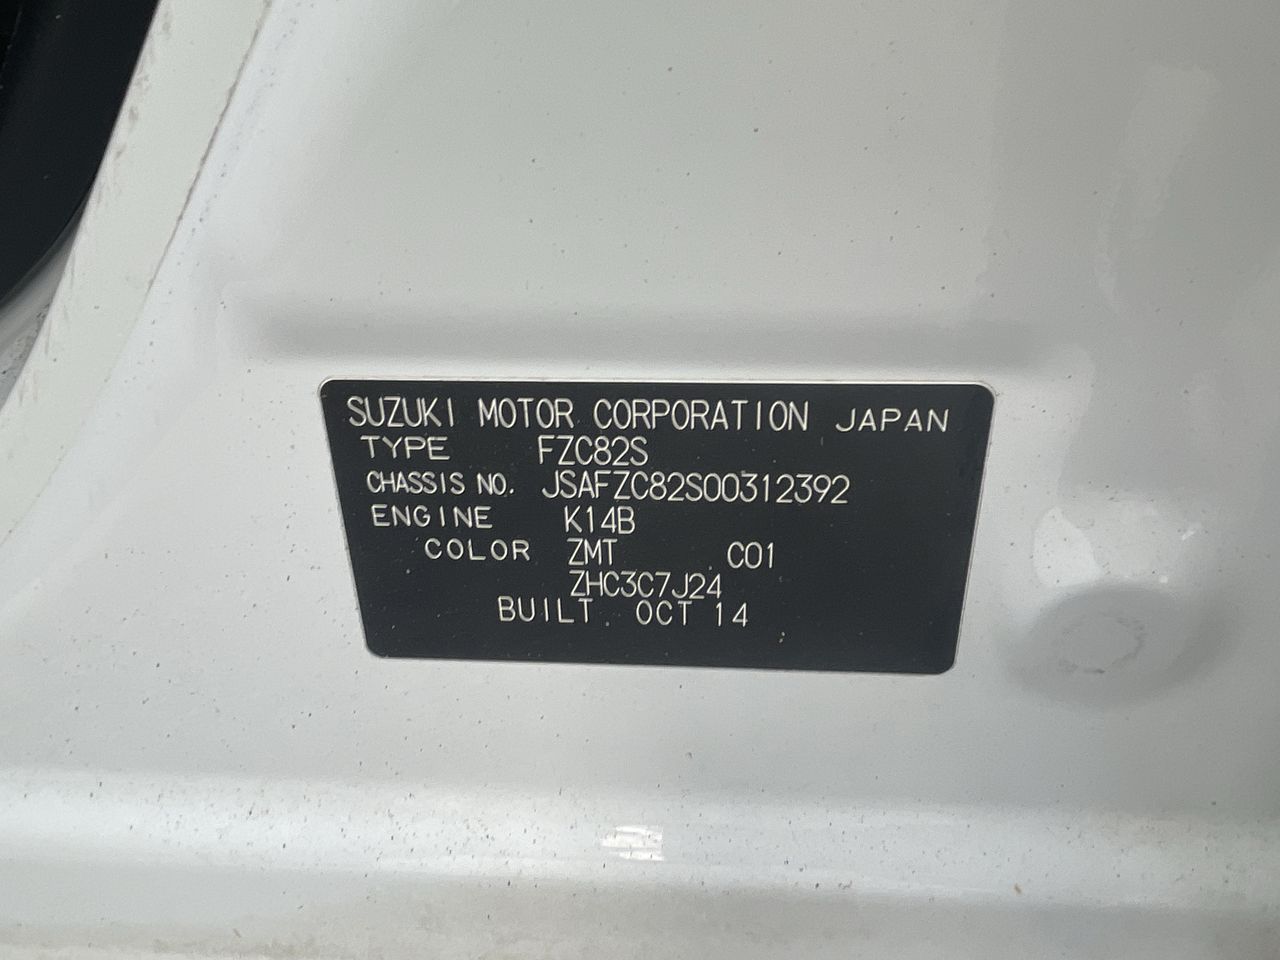 SUZUKI MOTOR CORPORATION JAPAN
TYPE FZC82S
CHASSIS NO. JSAFZC82S00312392
ENGINE K14B
COLOR ZMT C01
ZHC3C7J24
BUILT. OCT 14